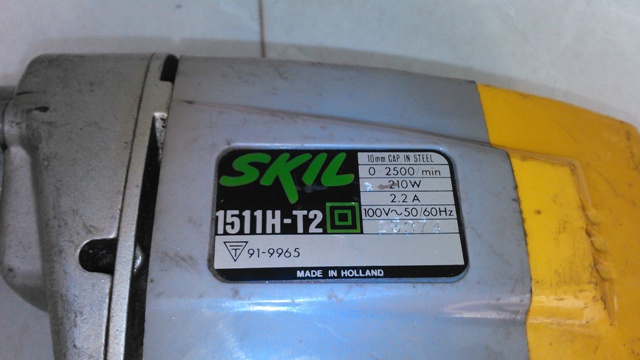 SKIL
1511H-T2
T 91-9965
10mm CAP IN STEEL
0 2500/min
210W
2.2 A
100V～50/60Hz
MADE IN HOLLAND